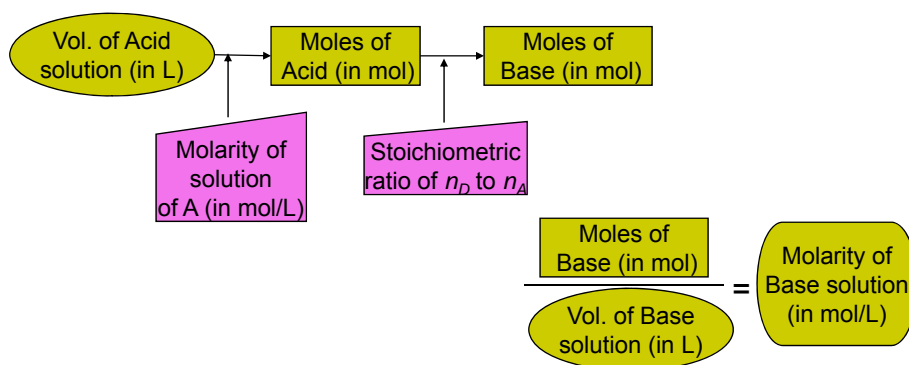 Vol. of Acid
solution (in L)
Moles of
Acid (in mol)
Moles of
Base (in mol)
Molarity of
solution
of A (in mol/L)
Stoichiometric
ratio of n_D to n_A
Moles of
Base (in mol)
Vol. of Base
solution (in L)
=
Molarity of
Base solution
(in mol/L)